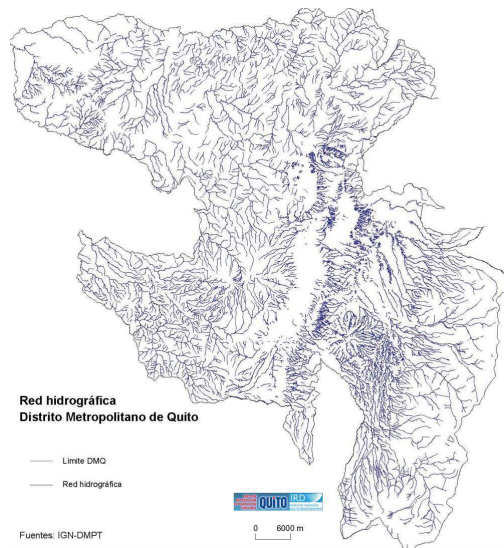 Red hidrográfica
Distrito Metropolitano de Quito
Límite DMQ
Red hidrográfica
QUITO
IRD
0 6000 m
Fuentes: IGN-DMPT